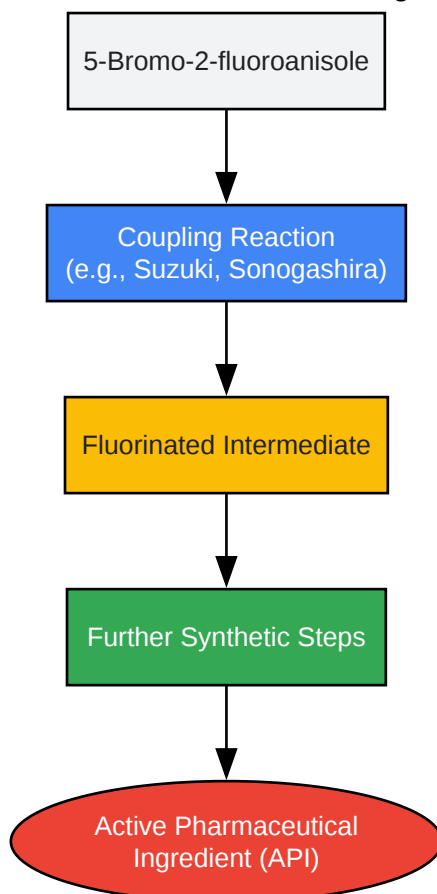 5-Bromo-2-fluoroanisole
Coupling Reaction
(e.g., Suzuki, Sonogashira)
Fluorinated Intermediate
Further Synthetic Steps
Active Pharmaceutical
Ingredient (API)